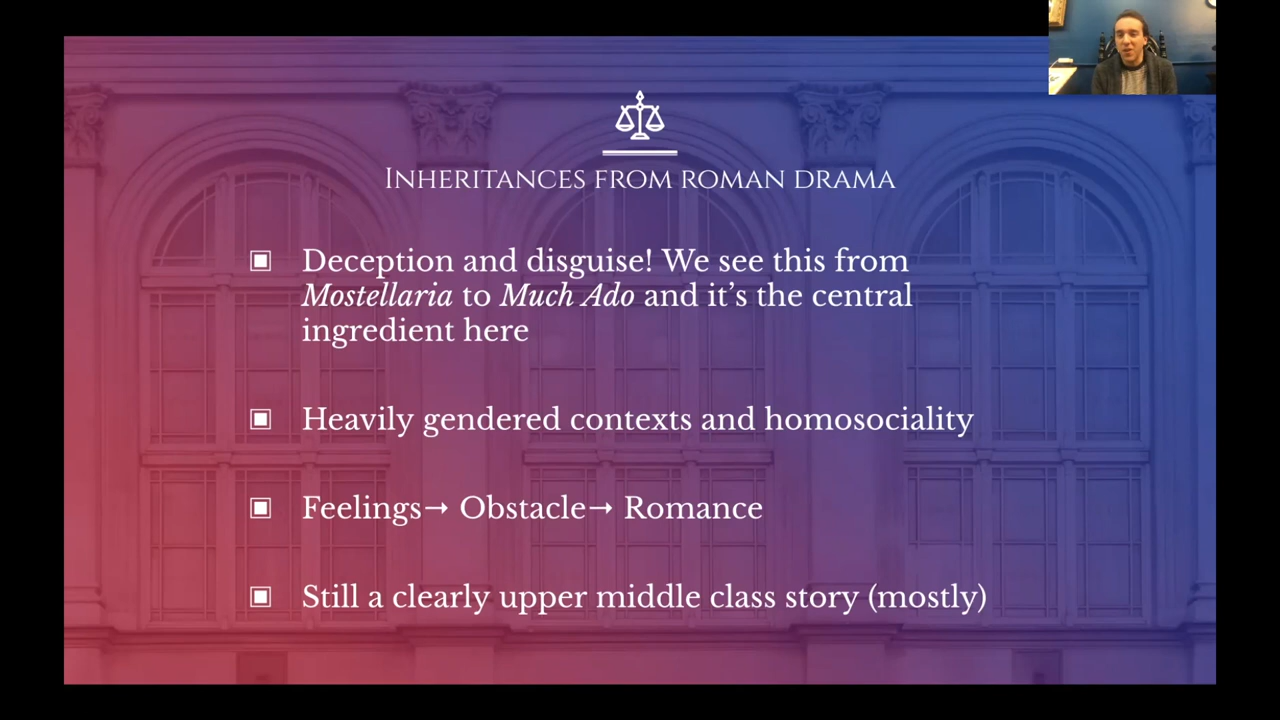 Inheritances from Roman drama
Deception and disguise! We see this from
Mostellaria to Much Ado and it’s the central
ingredient here
Heavily gendered contexts and homosociality
Feelings→ Obstacle→ Romance
Still a clearly upper middle class story (mostly)